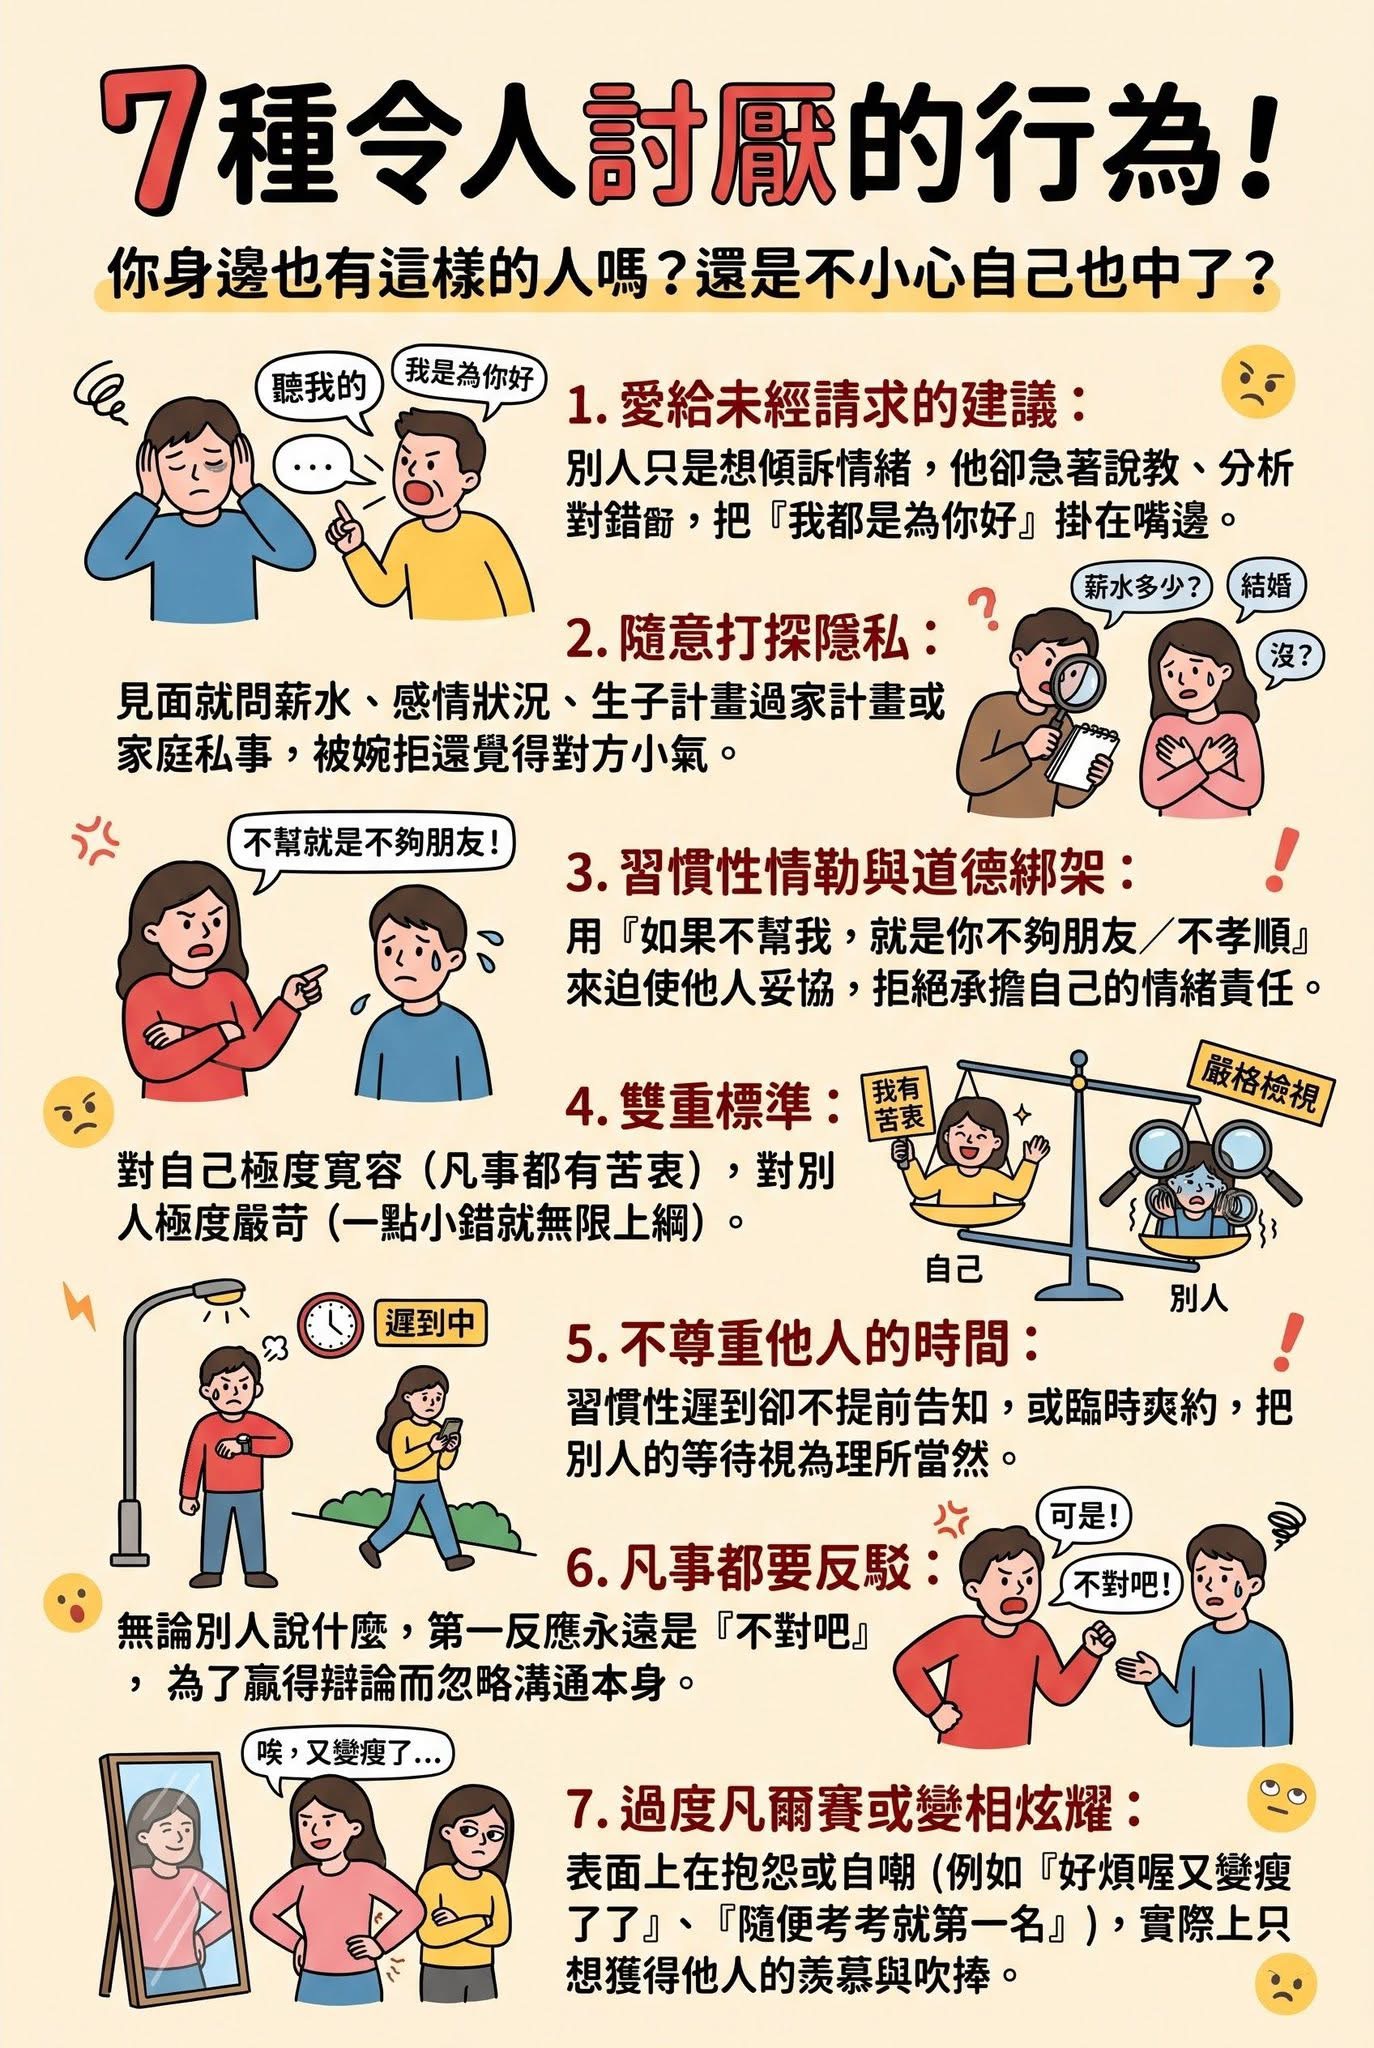 7種令人討厭的行為！
你身邊也有這樣的人嗎？還是不小心自己也中了？
聽我的
我是為你好
...
1. 愛給未經請求的建議：
別人只是想傾訴情緒，他卻急著說教、分析
對錯，把『我都是為你好』掛在嘴邊。
薪水多少？
結婚
沒？
2. 隨意打探隱私：
見面就問薪水、感情狀況、生子計畫過家計畫或
家庭私事，被婉拒還覺得對方小氣。
不幫就是不夠朋友！
3. 習慣性情勒與道德綁架：
用『如果不幫我，就是你不夠朋友／不孝順』
來迫使他人妥協，拒絕承擔自己的情緒責任。
4. 雙重標準：
對自己極度寬容（凡事都有苦衷），對別
人極度嚴苛（一點小錯就無限上綱）。
我有
苦衷
嚴格檢視
自己
別人
遲到中
5. 不尊重他人的時間：
習慣性遲到卻不提前告知，或臨時爽約，把
別人的等待視為理所當然。
可是！
不對吧！
6. 凡事都要反駁：
無論別人說什麼，第一反應永遠是『不對吧』
，為了贏得辯論而忽略溝通本身。
唉，又變瘦了...
7. 過度凡爾賽或變相炫耀：
表面上在抱怨或自嘲 (例如『好煩喔又變瘦
了了』、『隨便考考就第一名』)，實際上只
想獲得他人的羨慕與吹捧。